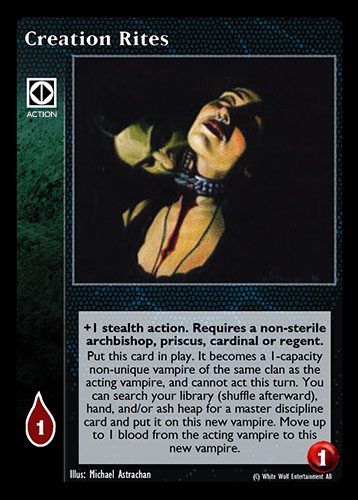 Creation Rites
ACTION
+1 stealth action. Requires a non-sterile
archbishop, priscus, cardinal or regent.
Put this card in play. It becomes a 1-capacity
non-unique vampire of the same clan as the
acting vampire, and cannot act this turn. You
can search your library (shuffle afterward),
hand, and/or ash heap for a master discipline
card and put it on this new vampire. Move up
to 1 blood from the acting vampire to this
new vampire.
1
1
Illus: Michael Astrachan
(C) White Wolf Entertainment AB